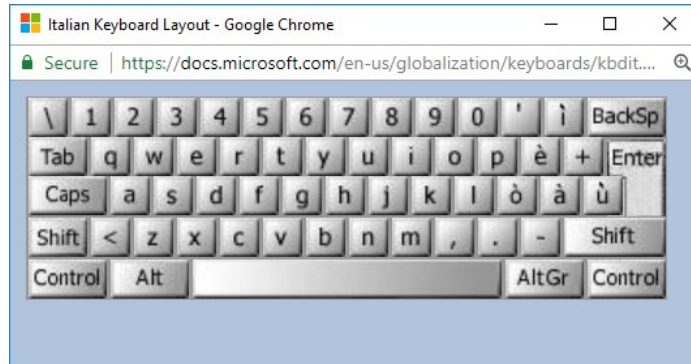 Italian Keyboard Layout - Google Chrome
Secure | https://docs.microsoft.com/en-us/globalization/keyboards/kbdit....
\ 1 2 3 4 5 6 7 8 9 0 ' ì BackSp
Tab q w e r t y u i o p è + Enter
Caps a s d f g h j k l ò à ù
Shift < z x c v b n m , . - Shift
Control Alt AltGr Control